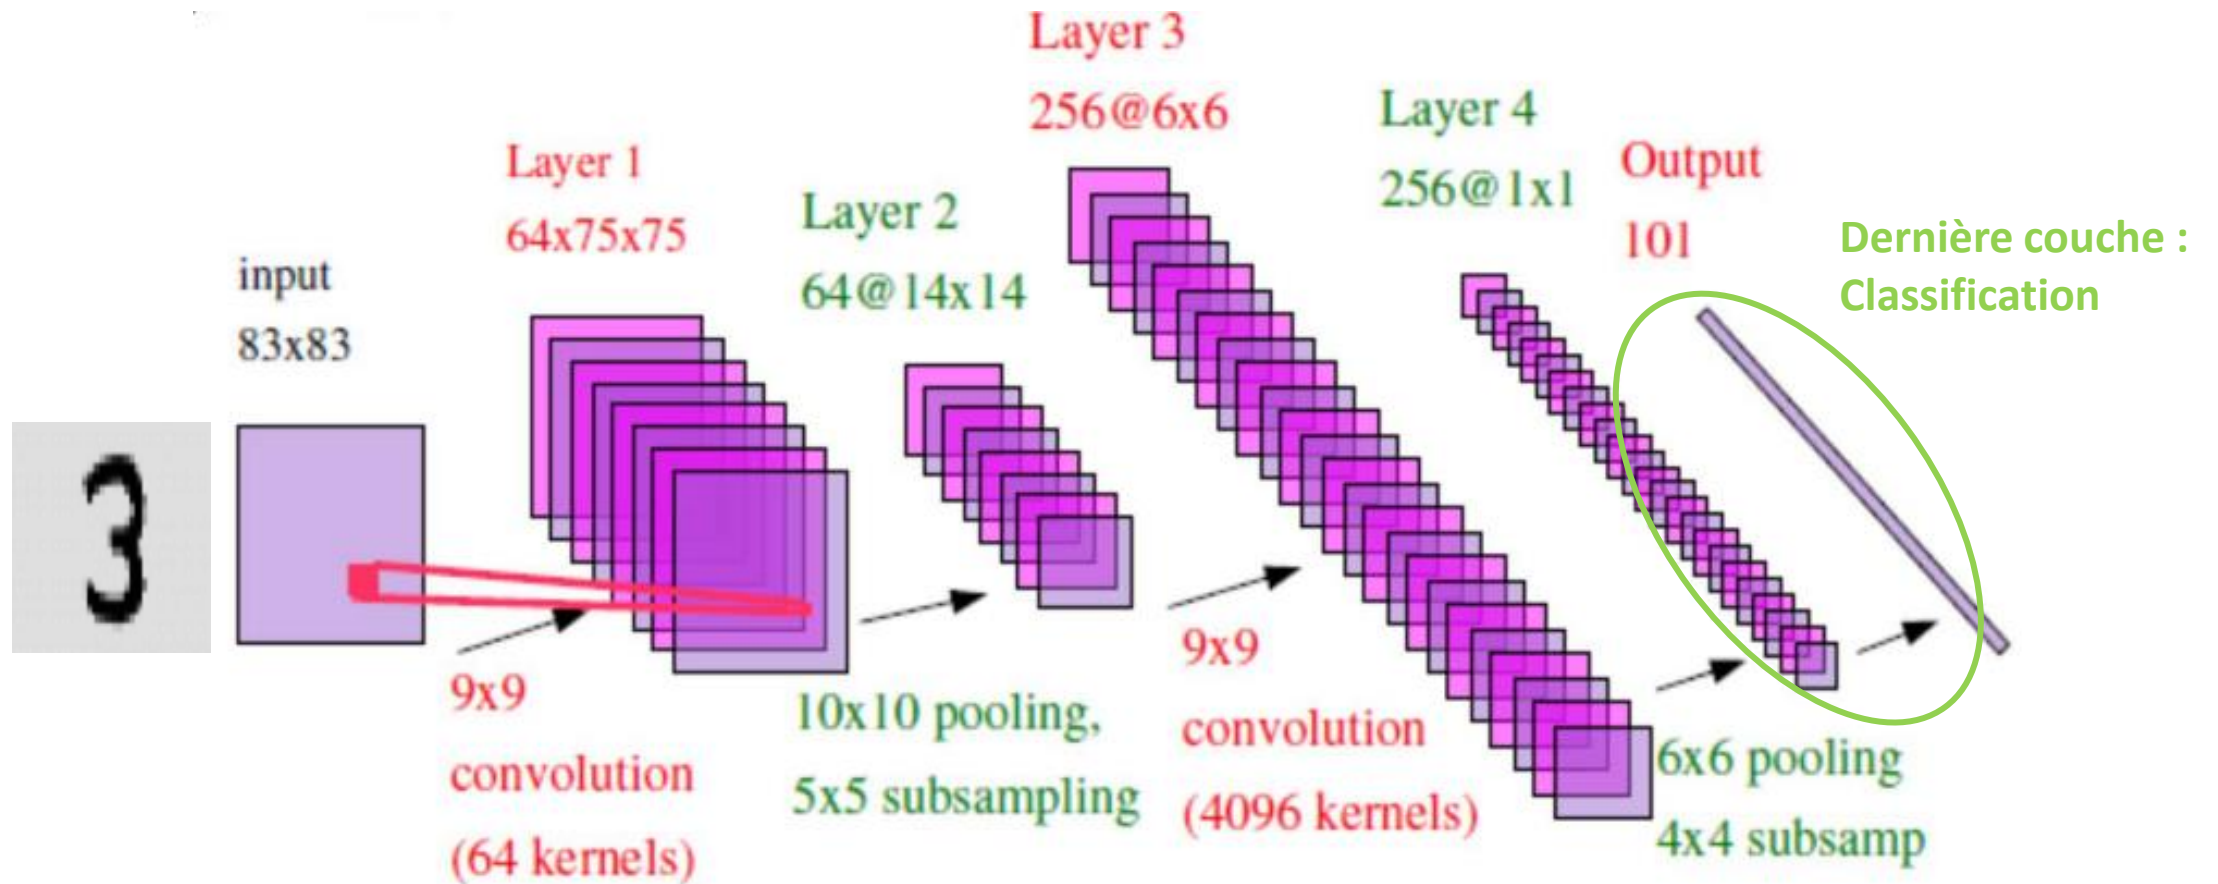 3
input
83x83
Layer 1
64x75x75
9x9
convolution
(64 kernels)
Layer 2
64@14x14
10x10 pooling,
5x5 subsampling
Layer 3
256@6x6
9x9
convolution
(4096 kernels)
Layer 4
256@1x1
6x6 pooling
4x4 subsamp
Output
101
Dernière couche :
Classification